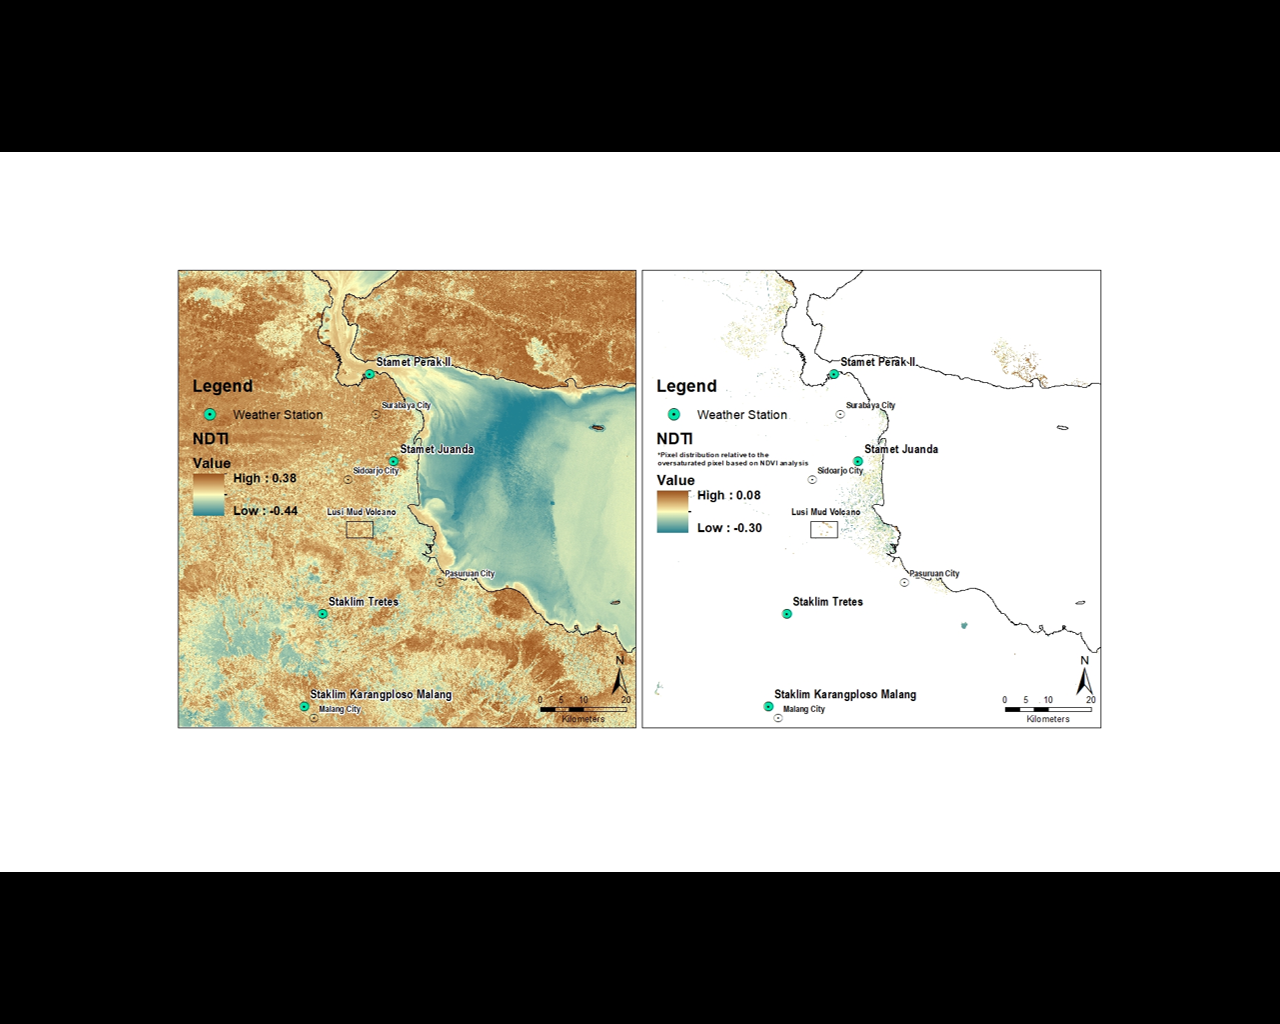 Stamet Perak II.
Legend
Weather Station
Surabaya City
NDTI
Stamet Juanda
Value
Sidoarjo City
High : 0.38
Low : -0.44
Lusi Mud Volcano
Pasuruan City
Staklim Tretes
N
Staklim Karangploso Malang
Malang City
0 5 10 20
Kilometers
Stamet Perak II.
Legend
Weather Station
Surabaya City
NDTI
Stamet Juanda
*Pixel distribution relative to the
oversaturated pixel based on NDVI analysis
Sidoarjo City
Value
High : 0.08
Low : -0.30
Lusi Mud Volcano
Pasuruan City
Staklim Tretes
N
Staklim Karangploso Malang
Malang City
0 5 10 20
Kilometers